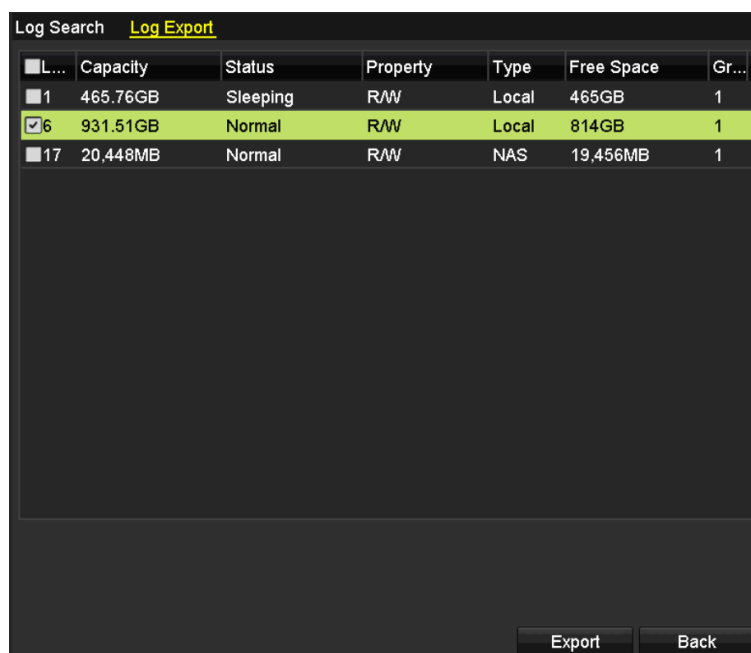 Log Search Log Export
L... Capacity Status Property Type Free Space Gr...
1 465.76GB Sleeping R/W Local 465GB 1
6 931.51GB Normal R/W Local 814GB 1
17 20,448MB Normal R/W NAS 19,456MB 1
Export Back